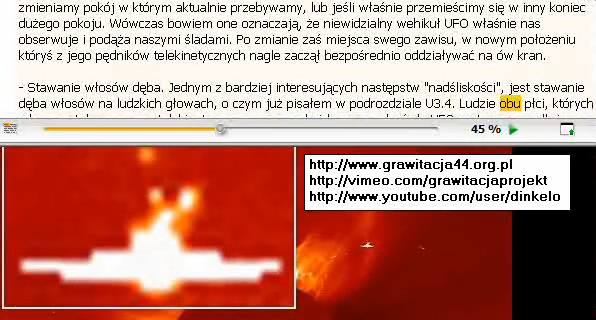 zmieniamy pokój w którym aktualnie przebywamy, lub jeśli właśnie przemieścimy się w inny koniec
dużego pokoju. Wówczas bowiem one oznaczają, że niewidzialny wehikuł UFO właśnie nas
obserwuje i podąża naszymi śladami. Po zmianie zaś miejsca swego zawisu, w nowym położeniu
któryś z jego pędników telekinetycznych nagle zaczął bezpośrednio oddziaływać na ów kran.
- Stawanie włosów dęba. Jednym z bardziej interesujących następstw "nadśliskości", jest stawanie
dęba włosów na ludzkich głowach, o czym już pisałem w podrozdziale U3.4. Ludzie obu płci, których
45 %
http://www.grawitacja44.org.pl
http://vimeo.com/grawitacjaprojekt
http://www.youtube.com/user/dinkelo